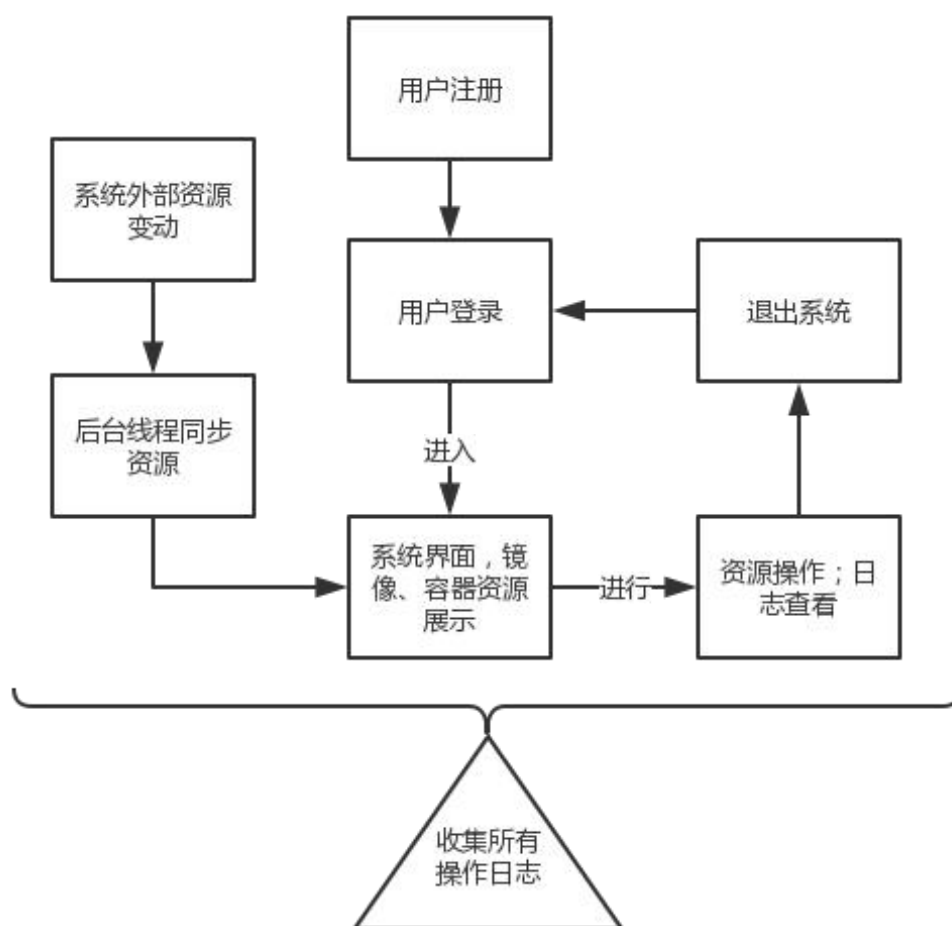 用户注册
系统外部资源
变动
用户登录
退出系统
后台线程同步
资源
进入
系统界面，镜
像、容器资源
展示
进行
资源操作；日
志查看
收集所有
操作日志